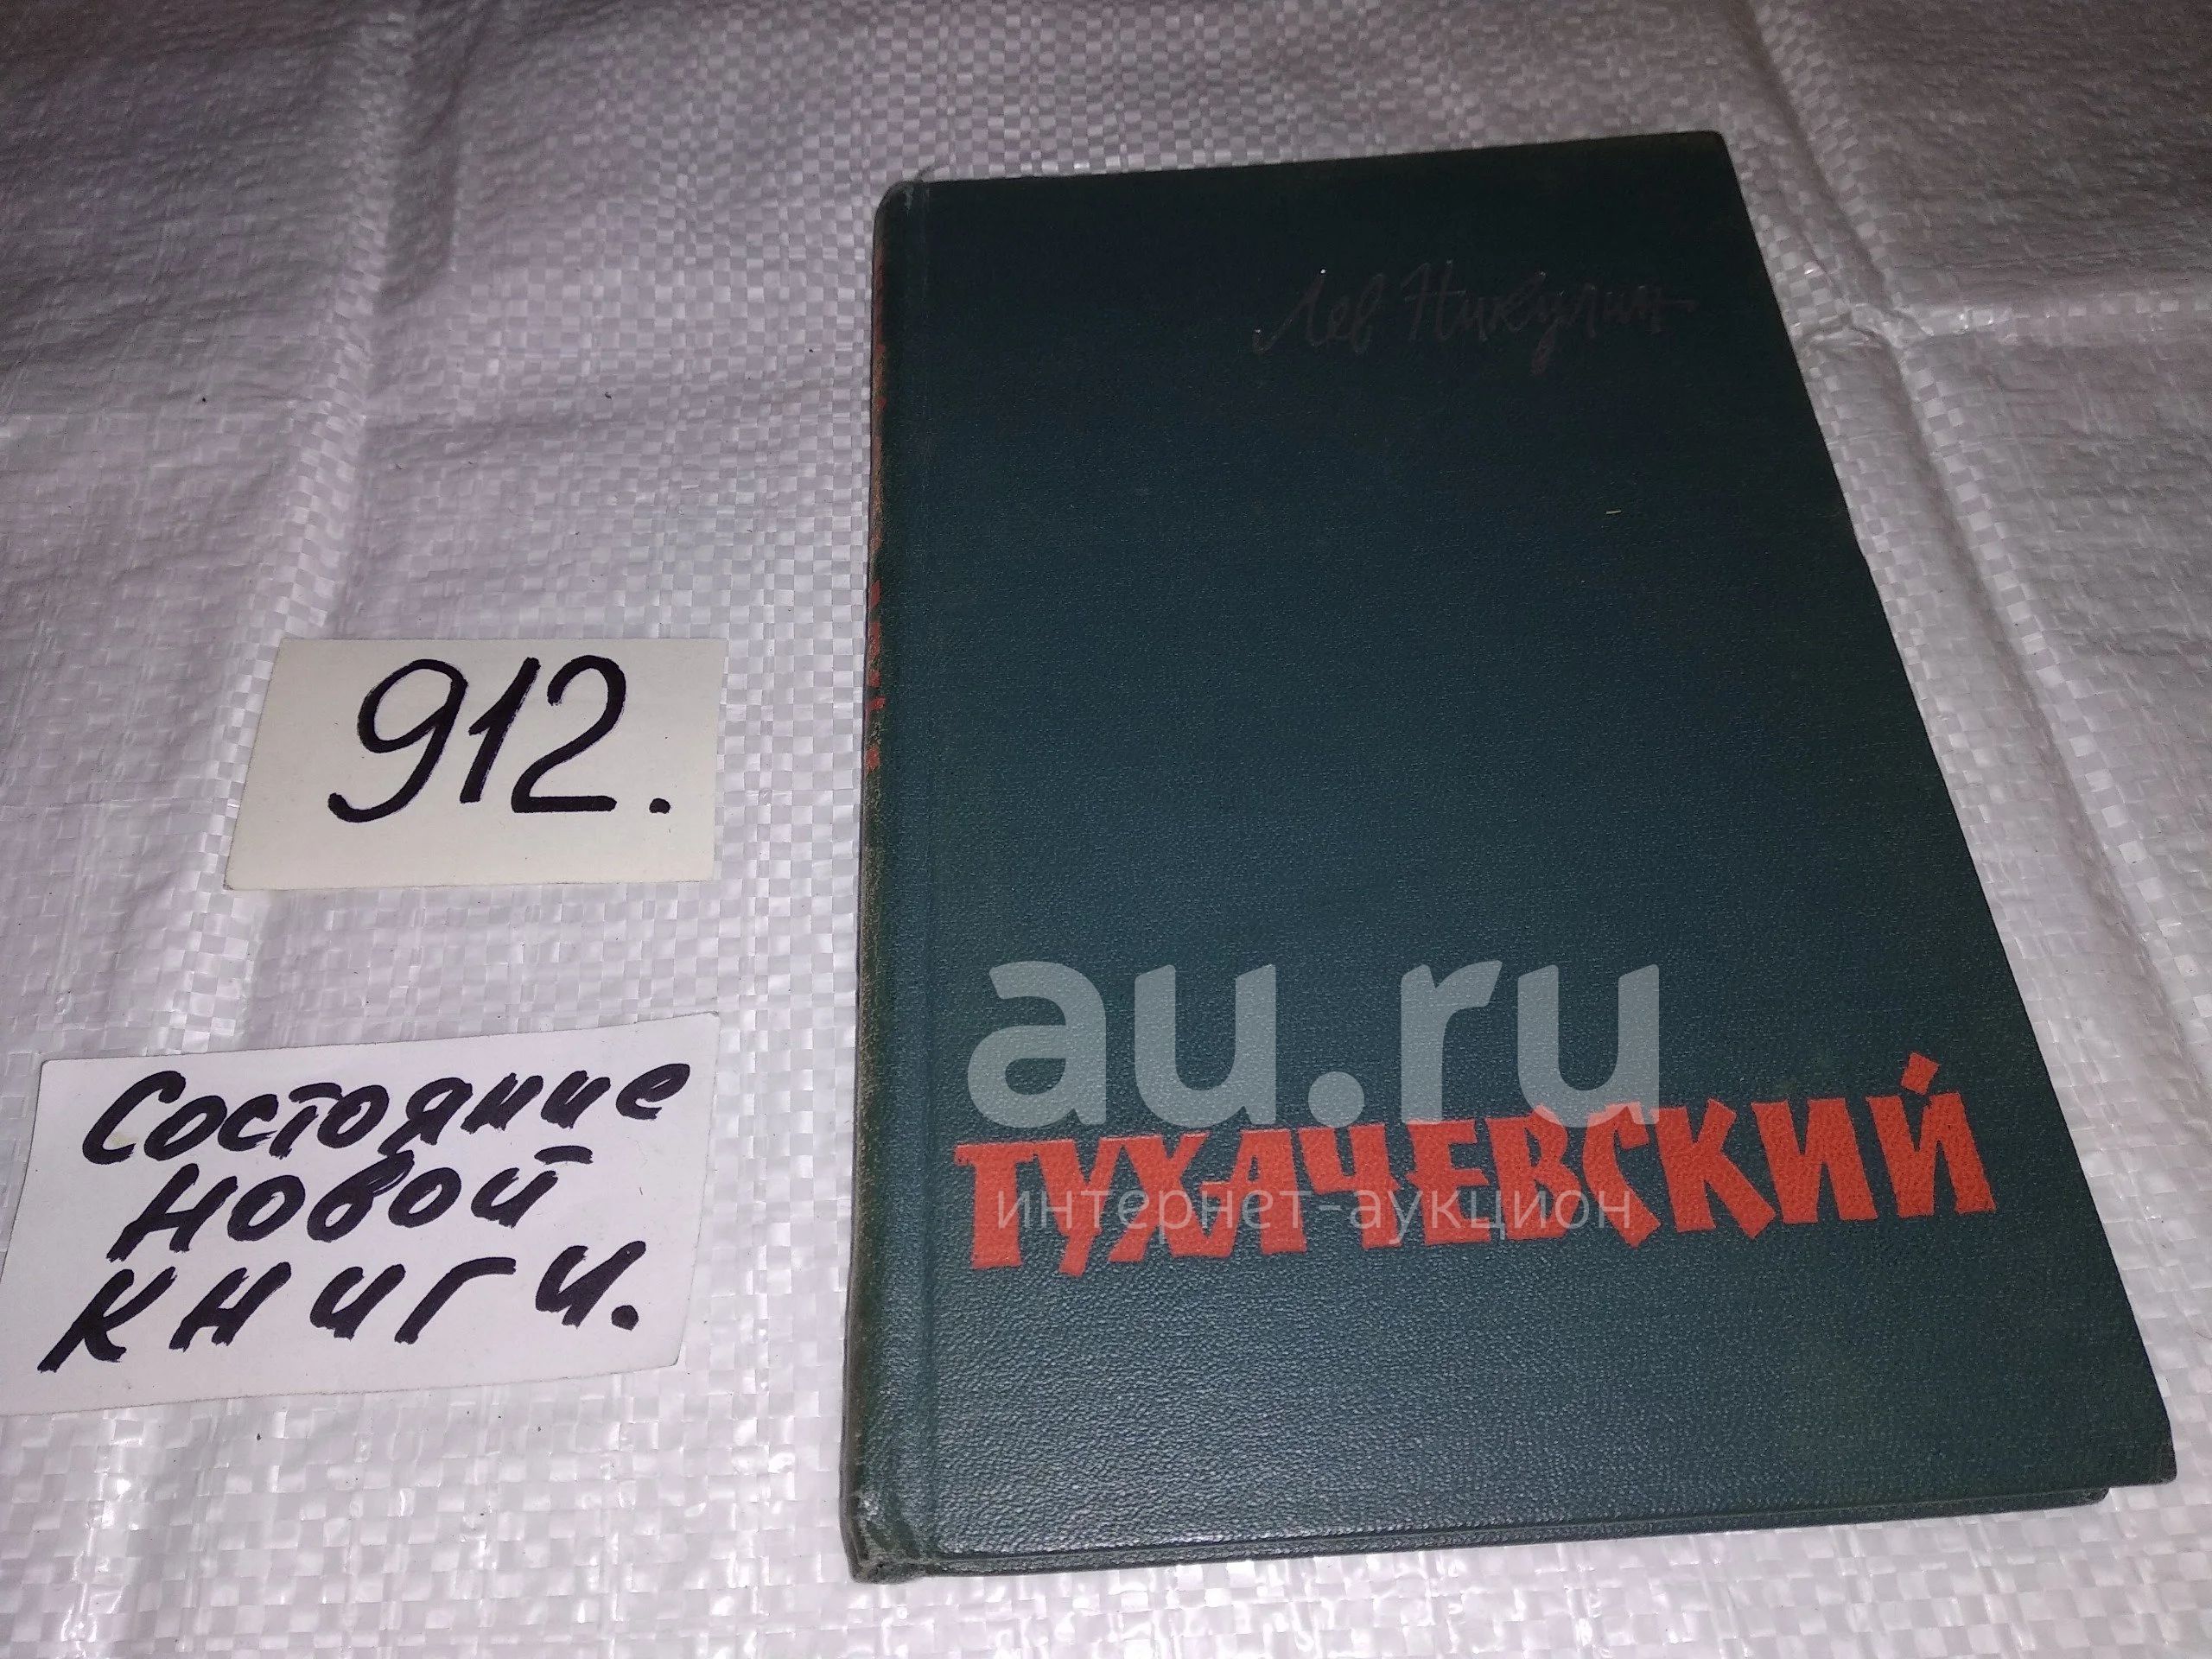 Лев Никулин
912.
au.ru
ТУХАЧЕВСКИЙ
интернет-аукцион
Состояние
новой
книги.